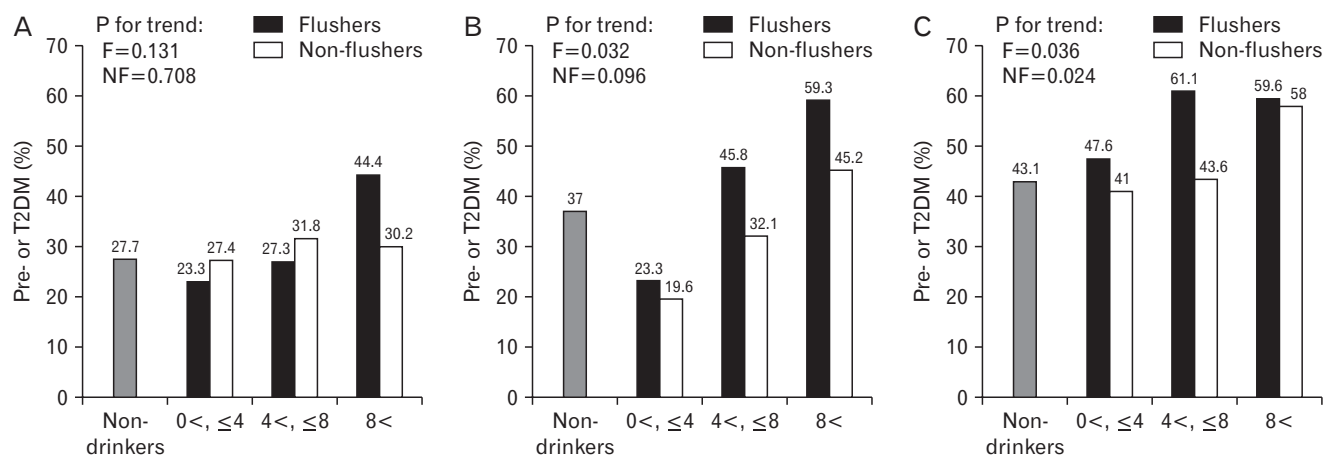 A
P for trend:
F=0.131
NF=0.708
Flushers
Non-flushers
Pre- or T2DM (%)
70
60
50
40
30
20
10
0
27.7
23.3
27.4
27.3
31.8
44.4
30.2
Non-
drinkers
0<, ≤4
4<, ≤8
8<
B
P for trend:
F=0.032
NF=0.096
Flushers
Non-flushers
Pre- or T2DM (%)
70
60
50
40
30
20
10
0
37
23.3
19.6
45.8
32.1
59.3
45.2
Non-
drinkers
0<, ≤4
4<, ≤8
8<
C
P for trend:
F=0.036
NF=0.024
Flushers
Non-flushers
Pre- or T2DM (%)
70
60
50
40
30
20
10
0
43.1
47.6
41
61.1
43.6
59.6
58
Non-
drinkers
0<, ≤4
4<, ≤8
8<